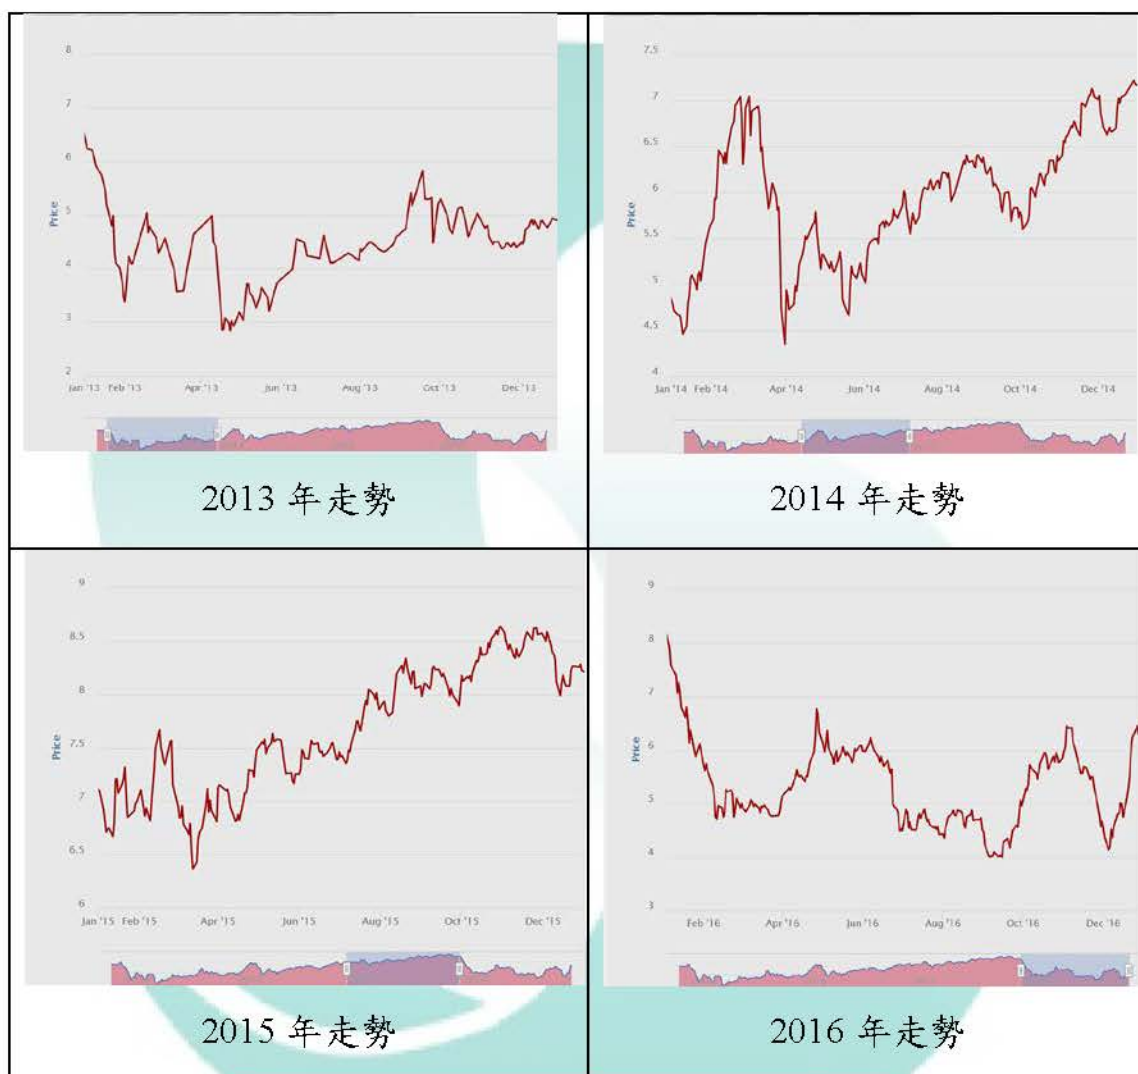 8
7
6
5
4
3
2
Price
Jan '13 Feb '13 Apr '13 Jun '13 Aug '13 Oct '13 Dec '13
2013 年走勢
7.5
7
6.5
6
5.5
5
4.5
4
Price
Jan '14 Feb '14 Apr '14 Jun '14 Aug '14 Oct '14 Dec '14
2014 年走勢
9
8.5
8
7.5
7
6.5
6
Price
Jan '15 Feb '15 Apr '15 Jun '15 Aug '15 Oct '15 Dec '15
2015 年走勢
9
8
7
6
5
4
3
Price
Feb '16 Apr '16 Jun '16 Aug '16 Oct '16 Dec '16
2016 年走勢